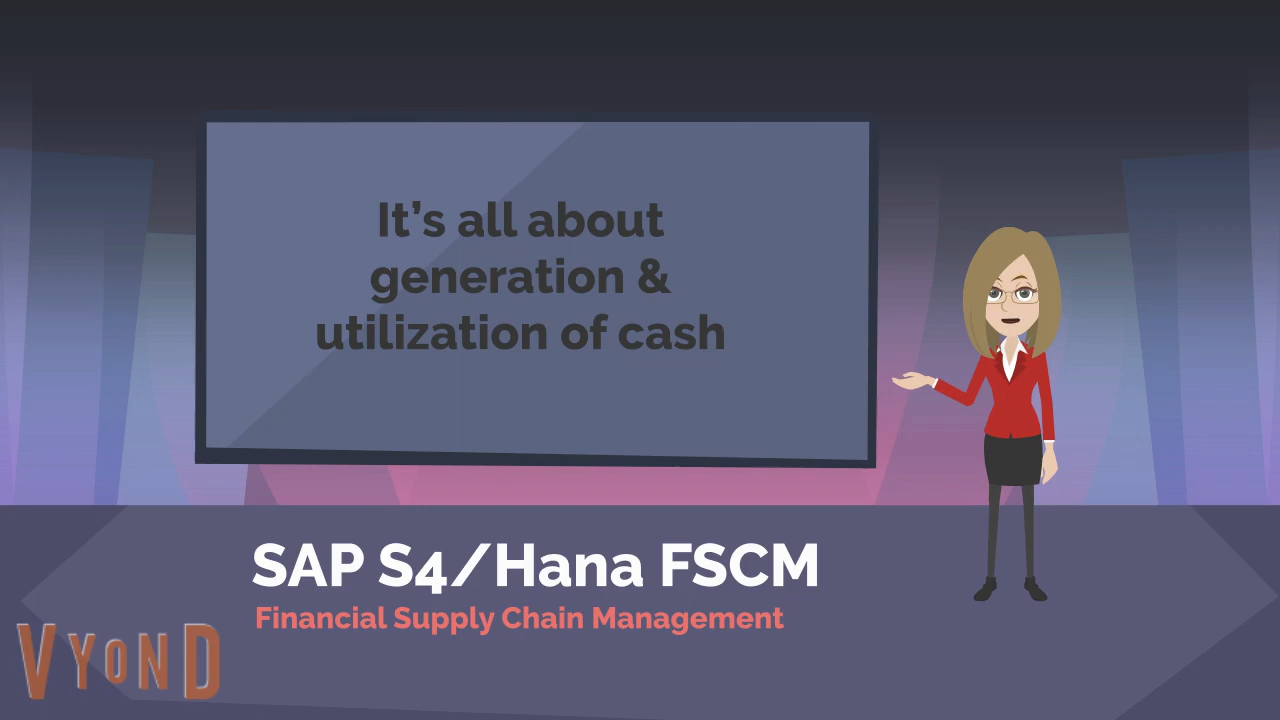 It's all about
generation &
utilization of cash
SAP S4/Hana FSCM
Financial Supply Chain Management
VYOND